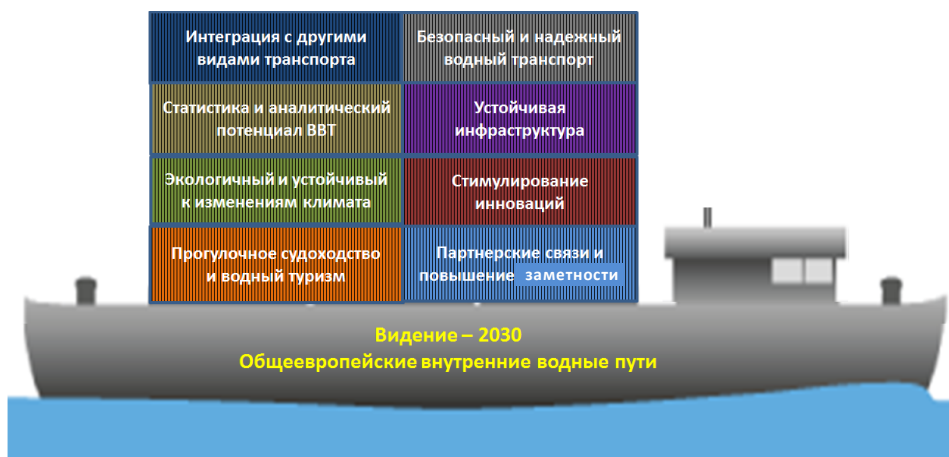 Интеграция с другими
видами транспорта
Безопасный и надежный
водный транспорт
Статистика и аналитический
потенциал ВВТ
Устойчивая
инфраструктура
Экологичный и устойчивый
к изменениям климата
Стимулирование
инноваций
Прогулочное судоходство
и водный туризм
Партнерские связи и
повышение заметности
Видение – 2030
Общеевропейские внутренние водные пути